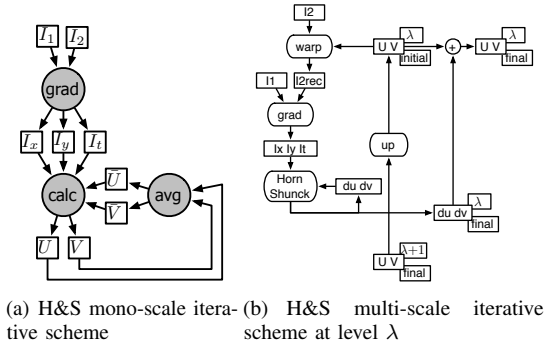 I1 I2
grad
Ix Iy It
calc
Ū
V̄
avg
U V
I2
warp
U V
λ
initial
+
U V
λ
final
I1 I2rec
grad
Ix Iy It
up
Horn
Shunck
du dv
du dv
λ
final
U V
λ+1
final
(a) H&S mono-scale itera-
tive scheme
(b) H&S multi-scale iterative
scheme at level λ